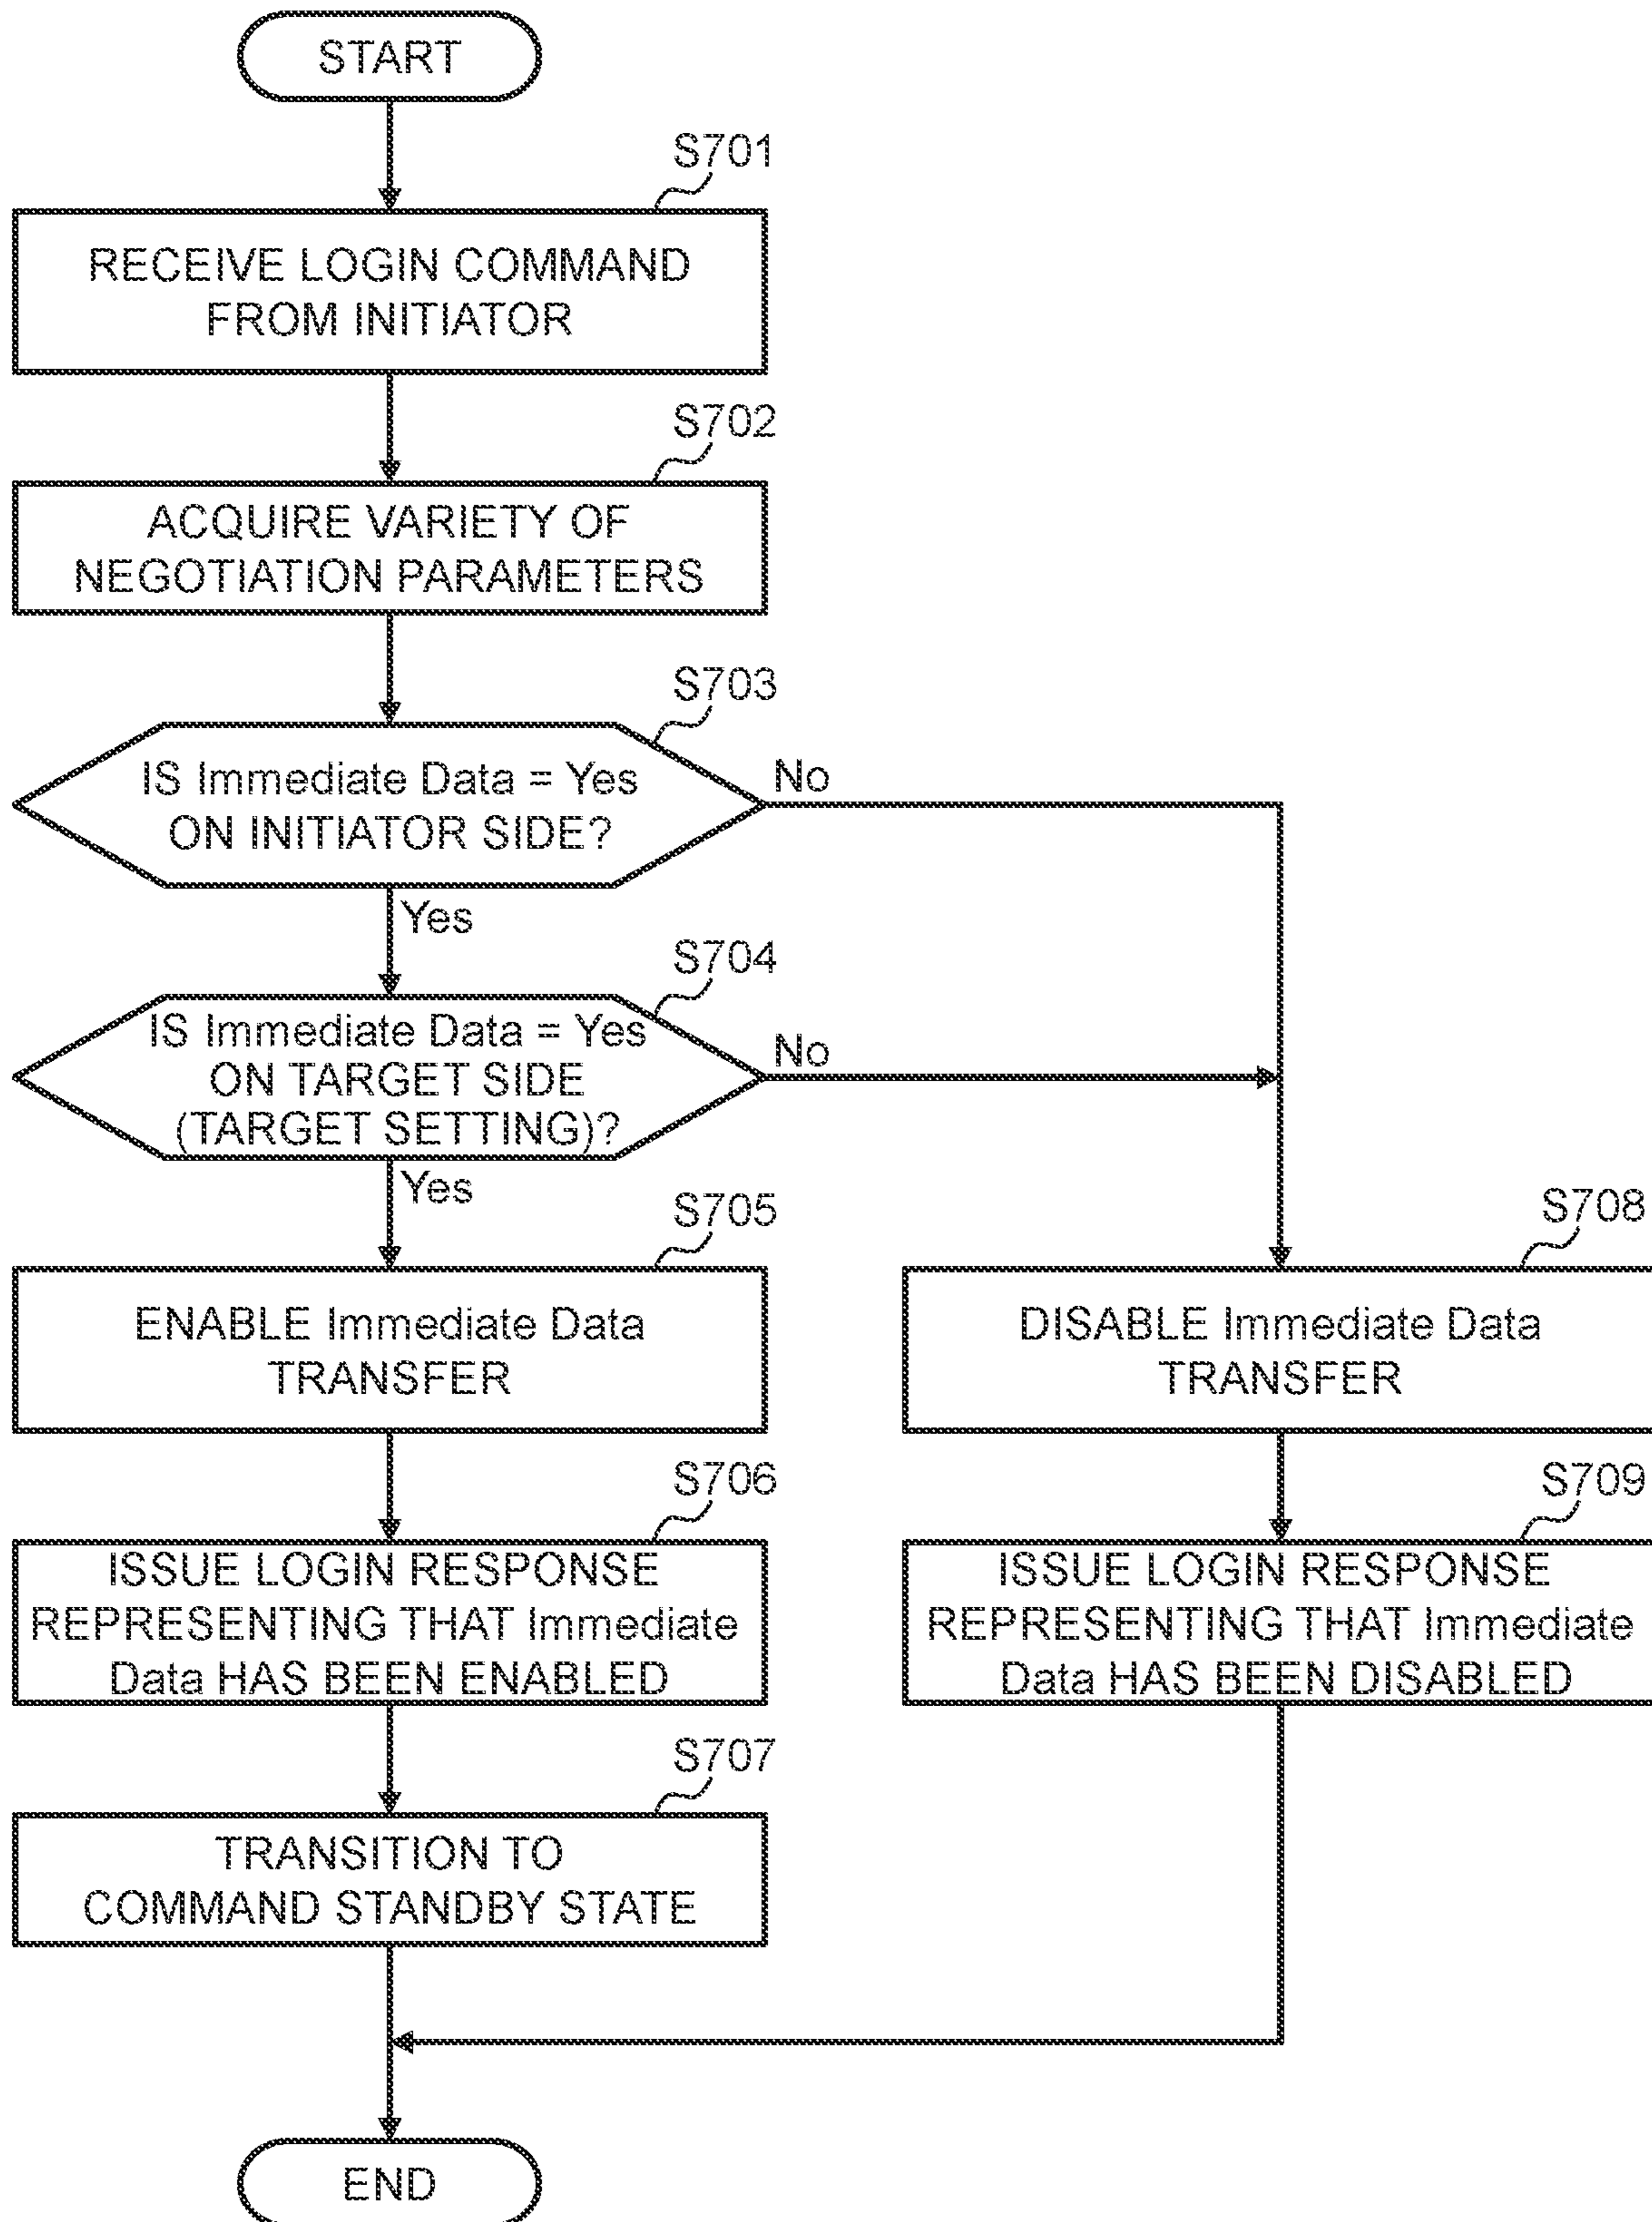 START
S701
RECEIVE LOGIN COMMAND
FROM INITIATOR
S702
ACQUIRE VARIETY OF
NEGOTIATION PARAMETERS
S703
IS Immediate Data = Yes
ON INITIATOR SIDE?
No
Yes
S704
IS Immediate Data = Yes
ON TARGET SIDE
(TARGET SETTING)?
No
Yes
S705
ENABLE Immediate Data
TRANSFER
S708
DISABLE Immediate Data
TRANSFER
S706
ISSUE LOGIN RESPONSE
REPRESENTING THAT Immediate
Data HAS BEEN ENABLED
S709
ISSUE LOGIN RESPONSE
REPRESENTING THAT Immediate
Data HAS BEEN DISABLED
S707
TRANSITION TO
COMMAND STANDBY STATE
END